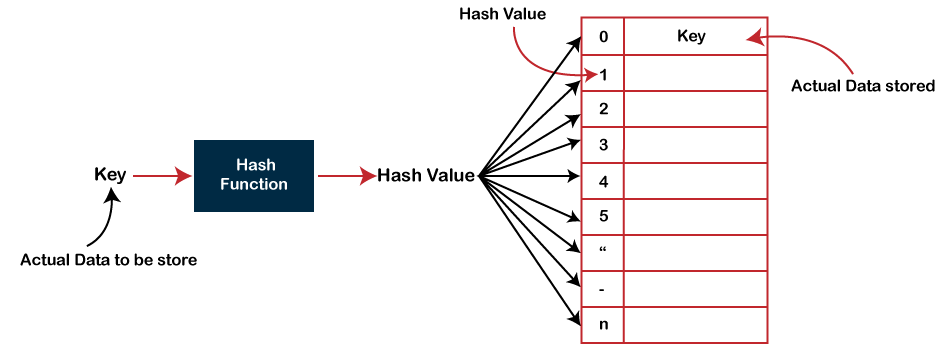 Hash Value
0
Key
1
Actual Data stored
2
3
Hash
Function
Key
Hash Value
4
5
Actual Data to be store
“
-
n